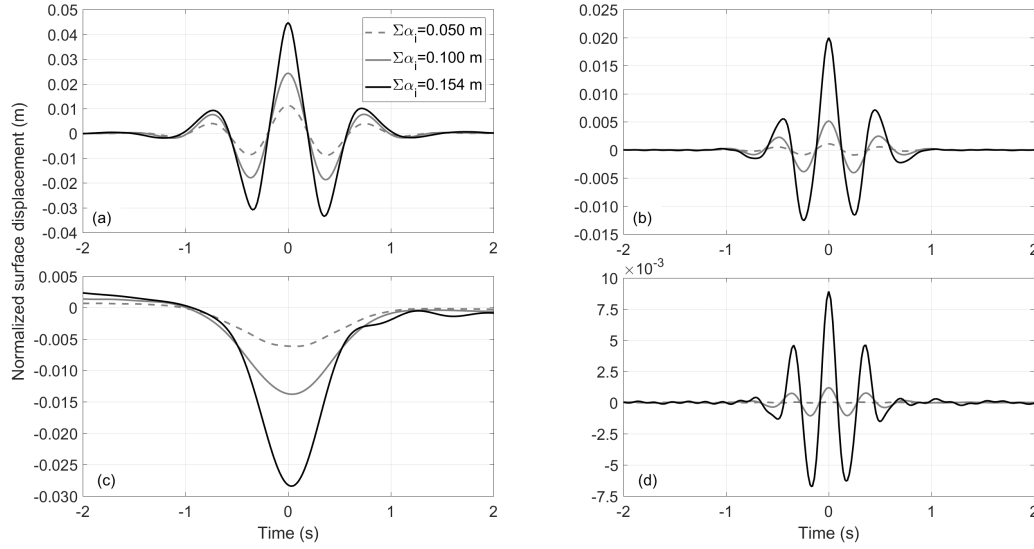 0.05
0.04
0.03
0.02
0.01
0
-0.01
-0.02
-0.03
-0.04
Σα_i=0.050 m
Σα_i=0.100 m
Σα_i=0.154 m
(a)
-2 -1 0 1 2
0.025
0.020
0.015
0.010
0.005
0
-0.005
-0.010
-0.015
(b)
-2 -1 0 1 2
Normalized surface displacement (m)
0.005
0
-0.005
-0.010
-0.015
-0.020
-0.025
-0.030
(c)
-2 -1 0 1 2
Time (s)
×10⁻³
10
7.5
5
2.5
0
-2.5
-5
-7.5
(d)
-2 -1 0 1 2
Time (s)